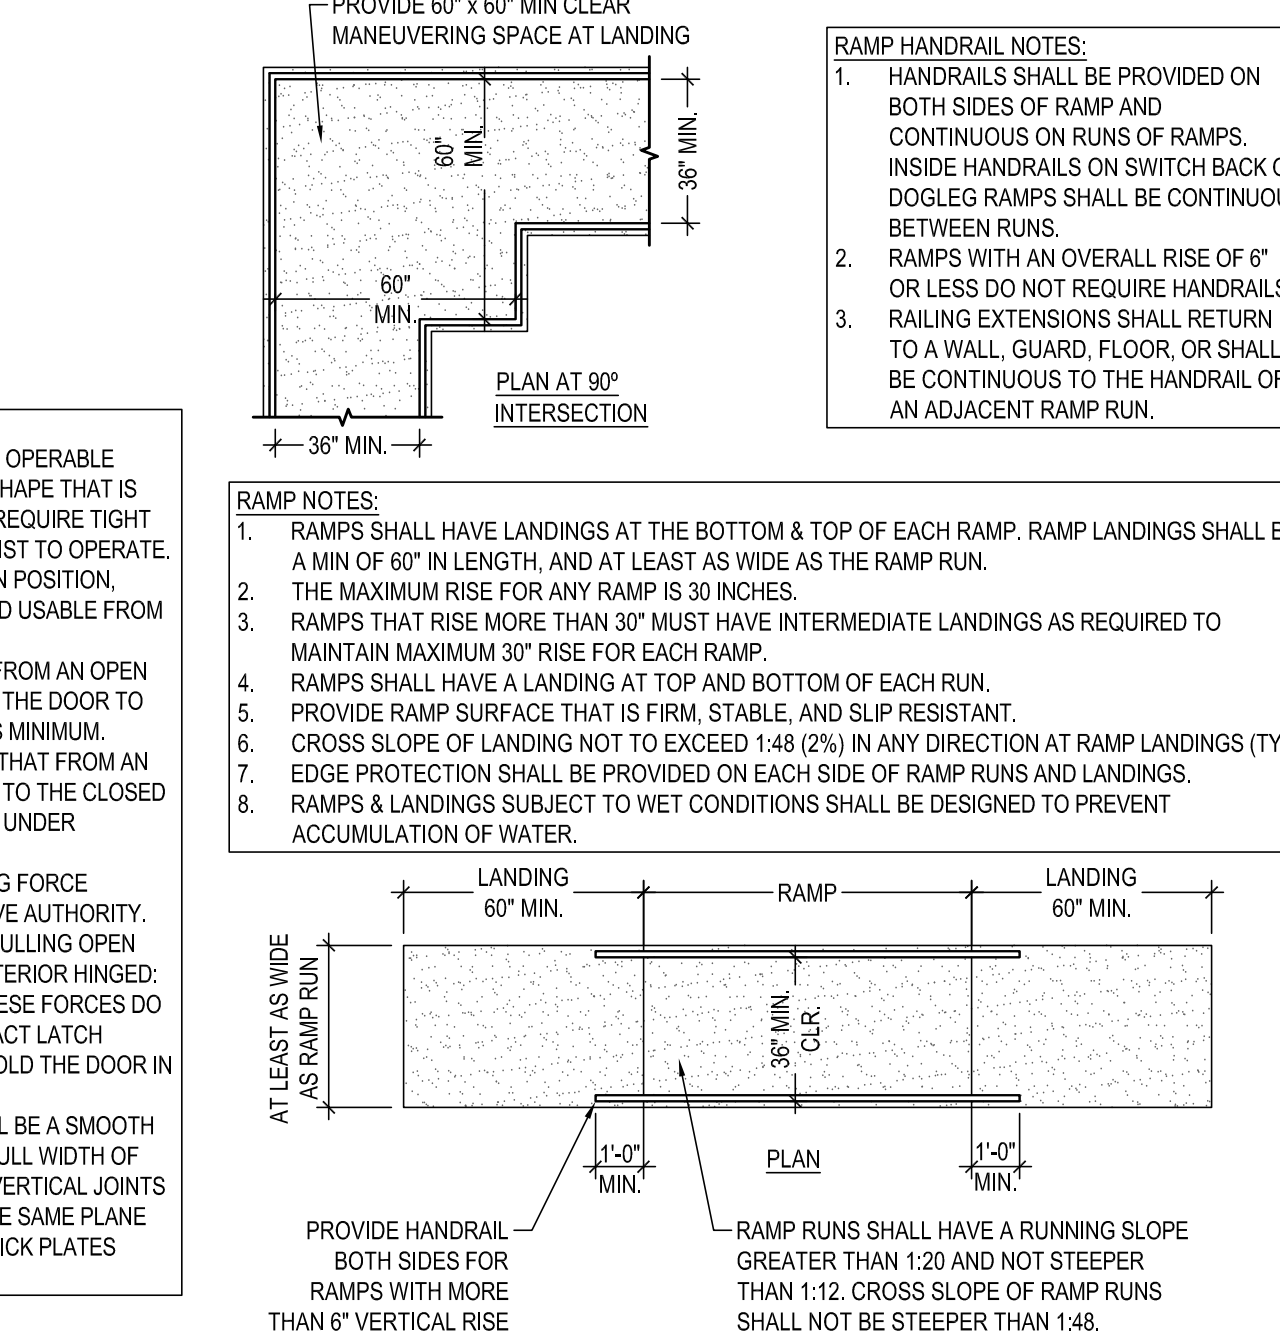 PROVIDE 60" x 60" MIN CLEAR
MANEUVERING SPACE AT LANDING
60"
MIN.
36" MIN.
60"
MIN.
PLAN AT 90º
INTERSECTION
36" MIN.
RAMP HANDRAIL NOTES:
1. HANDRAILS SHALL BE PROVIDED ON
BOTH SIDES OF RAMP AND
CONTINUOUS ON RUNS OF RAMPS.
INSIDE HANDRAILS ON SWITCH BACK
DOGLEG RAMPS SHALL BE
BETWEEN RUNS.
2. RAMPS WITH AN OVERALL RISE OF 6"
OR LESS DO NOT REQUIRE HANDRAILS
3. RAILING EXTENSIONS SHALL RETURN
TO A WALL, GUARD, FLOOR, OR SHALL
BE CONTINUOUS TO THE HANDRAIL OF
AN ADJACENT RAMP RUN.
OPERABLE
HAPE THAT IS
REQUIRE TIGHT
IST TO OPERATE.
N POSITION,
D USABLE FROM
FROM AN OPEN
THE DOOR TO
S MINIMUM.
THAT FROM AN
TO THE CLOSED
UNDER
G FORCE
VE AUTHORITY.
ULLING OPEN
TERIOR HINGED:
ESE FORCES DO
ACT LATCH
OLD THE DOOR IN
L BE A SMOOTH
ULL WIDTH OF
VERTICAL JOINTS
E SAME PLANE
ICK PLATES
RAMP NOTES:
1. RAMPS SHALL HAVE LANDINGS AT THE BOTTOM & TOP OF EACH RAMP. RAMP LANDINGS SHALL B
A MIN OF 60" IN LENGTH, AND AT LEAST AS WIDE AS THE RAMP RUN.
2. THE MAXIMUM RISE FOR ANY RAMP IS 30 INCHES.
3. RAMPS THAT RISE MORE THAN 30" MUST HAVE INTERMEDIATE LANDINGS AS REQUIRED TO
MAINTAIN MAXIMUM 30" RISE FOR EACH RAMP.
4. RAMPS SHALL HAVE A LANDING AT TOP AND BOTTOM OF EACH RUN.
5. PROVIDE RAMP SURFACE THAT IS FIRM, STABLE, AND SLIP RESISTANT.
6. CROSS SLOPE OF LANDING NOT TO EXCEED 1:48 (2%) IN ANY DIRECTION AT RAMP LANDINGS (TY
7. EDGE PROTECTION SHALL BE PROVIDED ON EACH SIDE OF RAMP RUNS AND LANDINGS.
8. RAMPS & LANDINGS SUBJECT TO WET CONDITIONS SHALL BE DESIGNED TO PREVENT
ACCUMULATION OF WATER.
LANDING
60" MIN.
RAMP
LANDING
60" MIN.
AT LEAST AS WIDE
AS RAMP RUN
36" MIN.
CLR.
1'-0"
MIN.
PLAN
1'-0"
MIN.
PROVIDE HANDRAIL
BOTH SIDES FOR
RAMPS WITH MORE
THAN 6" VERTICAL RISE
RAMP RUNS SHALL HAVE A RUNNING SLOPE
GREATER THAN 1:20 AND NOT STEEPER
THAN 1:12. CROSS SLOPE OF RAMP RUNS
SHALL NOT BE STEEPER THAN 1:48.